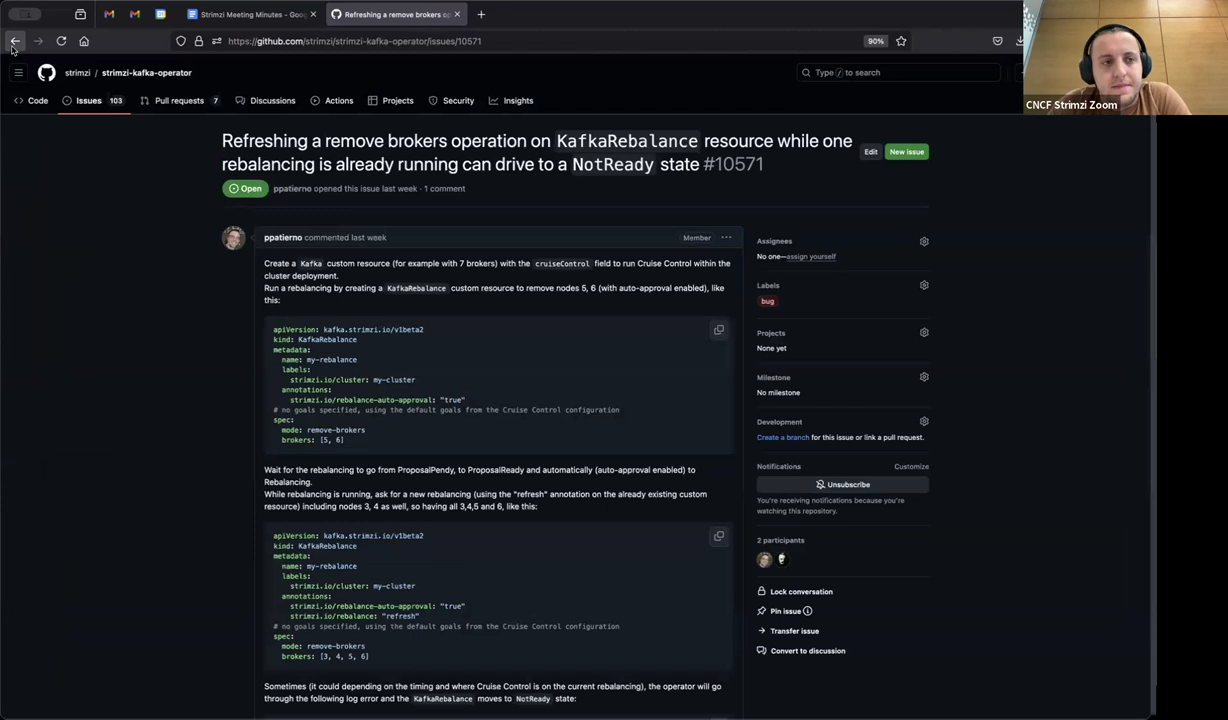 Strimzi Meeting Minutes - Goo
Refreshing a remove brokers op
https://github.com/strimzi/strimzi-kafka-operator/issues/10571
90%
CNCF Strimzi Zoom
strimzi / strimzi-kafka-operator
Type / to search
Code
Issues 103
Pull requests 7
Discussions
Actions
Projects
Security
Insights
Refreshing a remove brokers operation on KafkaRebalance resource while one
rebalancing is already running can drive to a NotReady state #10571
Edit
New issue
Open
ppatierno opened this issue last week · 1 comment
ppatierno commented last week
Member
Create a Kafka custom resource (for example with 7 brokers) with the cruiseControl field to run Cruise Control within the
cluster deployment.
Run a rebalancing by creating a KafkaRebalance custom resource to remove nodes 5, 6 (with auto-approval enabled), like
this:
apiVersion: kafka.strimzi.io/v1beta2
kind: KafkaRebalance
metadata:
name: my-rebalance
labels:
strimzi.io/cluster: my-cluster
annotations:
strimzi.io/rebalance-auto-approval: "true"
# no goals specified, using the default goals from the Cruise Control configuration
spec:
mode: remove-brokers
brokers: [5, 6]
Wait for the rebalancing to go from ProposalPendy, to ProposalReady and automatically (auto-approval enabled) to
Rebalancing.
While rebalancing is running, ask for a new rebalancing (using the "refresh" annotation on the already existing custom
resource) including nodes 3, 4 as well, so having all 3,4,5 and 6, like this:
apiVersion: kafka.strimzi.io/v1beta2
kind: KafkaRebalance
metadata:
name: my-rebalance
labels:
strimzi.io/cluster: my-cluster
annotations:
strimzi.io/rebalance-auto-approval: "true"
strimzi.io/rebalance: "refresh"
# no goals specified, using the default goals from the Cruise Control configuration
spec:
mode: remove-brokers
brokers: [3, 4, 5, 6]
Sometimes (it could depending on the timing and where Cruise Control is on the current rebalancing), the operator will go
through the following log error and the KafkaRebalance moves to NotReady state:
Assignees
No one—assign yourself
Labels
bug
Projects
None yet
Milestone
No milestone
Development
Create a branch for this issue or link a pull request.
Notifications
Customize
Unsubscribe
You're receiving notifications because you're
watching this repository.
2 participants
Lock conversation
Pin issue
Transfer issue
Convert to discussion